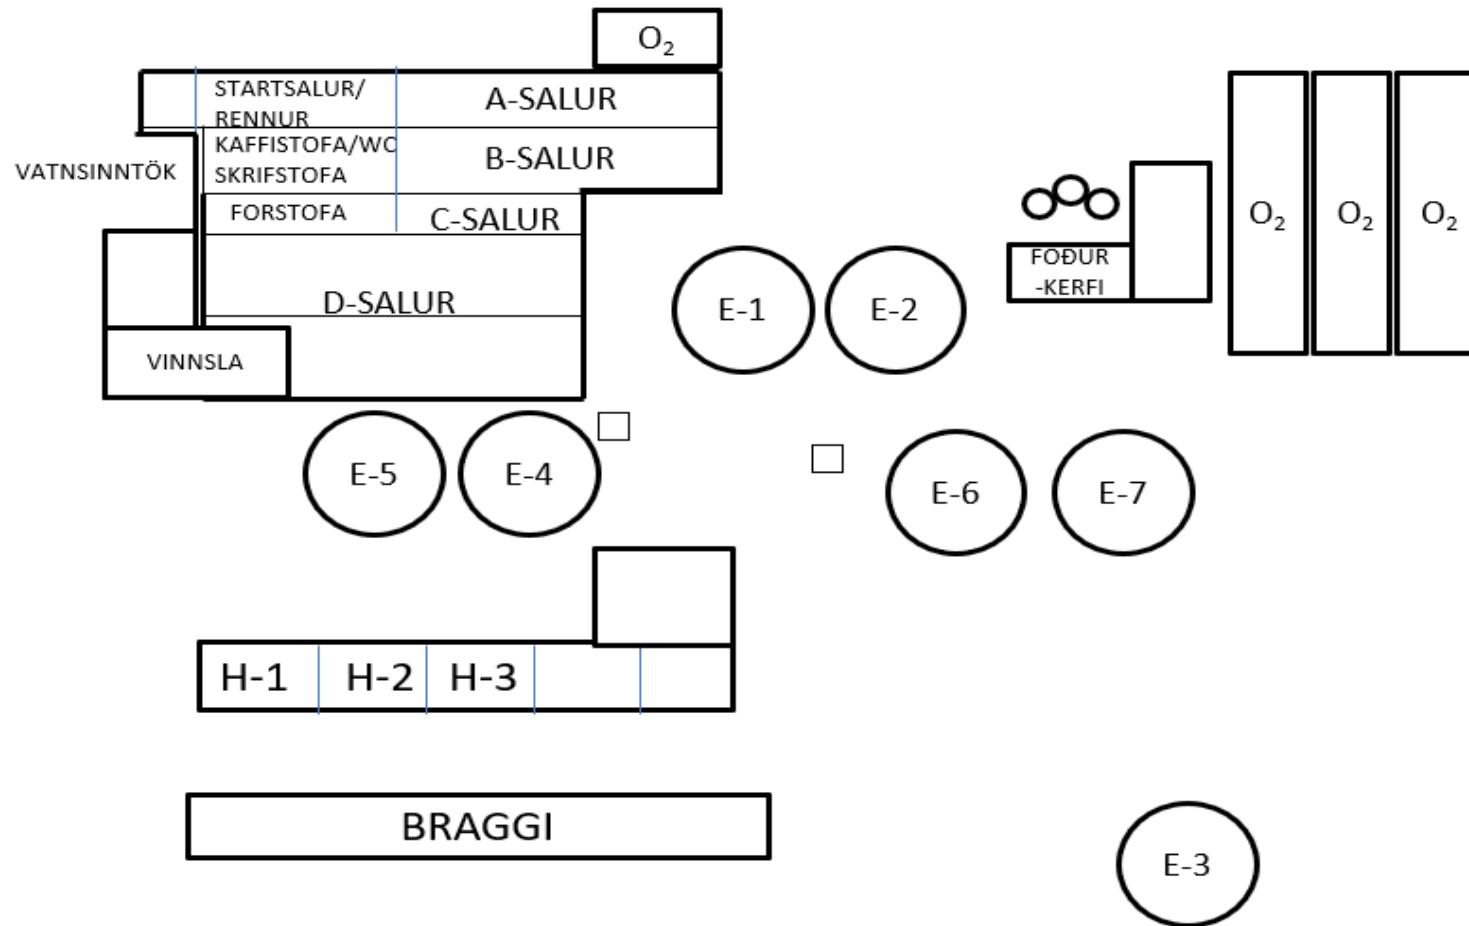 O₂
STARTSALUR/
RENNUR
A-SALUR
KAFFISTOFA/WC
SKRIFSTOFA
B-SALUR
VATNSINNTÖK
FORSTOFA
C-SALUR
D-SALUR
VINNSLA
E-1
E-2
FOÐUR
-KERFI
O₂
O₂
O₂
E-5
E-4
E-6
E-7
H-1
H-2
H-3
BRAGGI
E-3